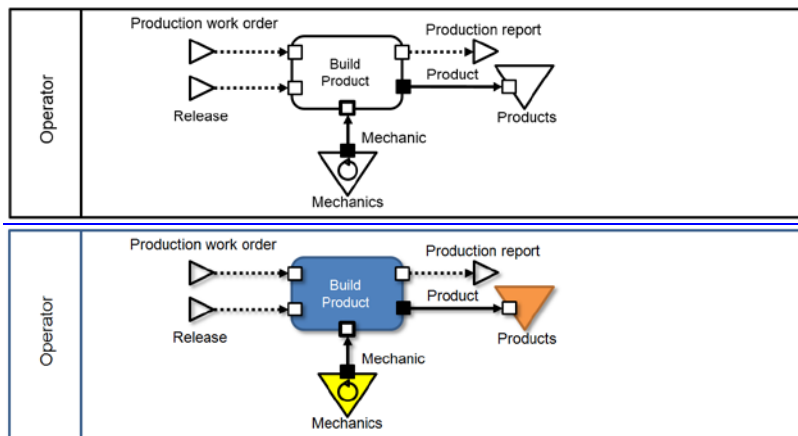 Production work order
Production report
Operator
Build
Product
Product
Release
Products
Mechanic
Mechanics
Production work order
Production report
Operator
Build
Product
Product
Release
Products
Mechanic
Mechanics